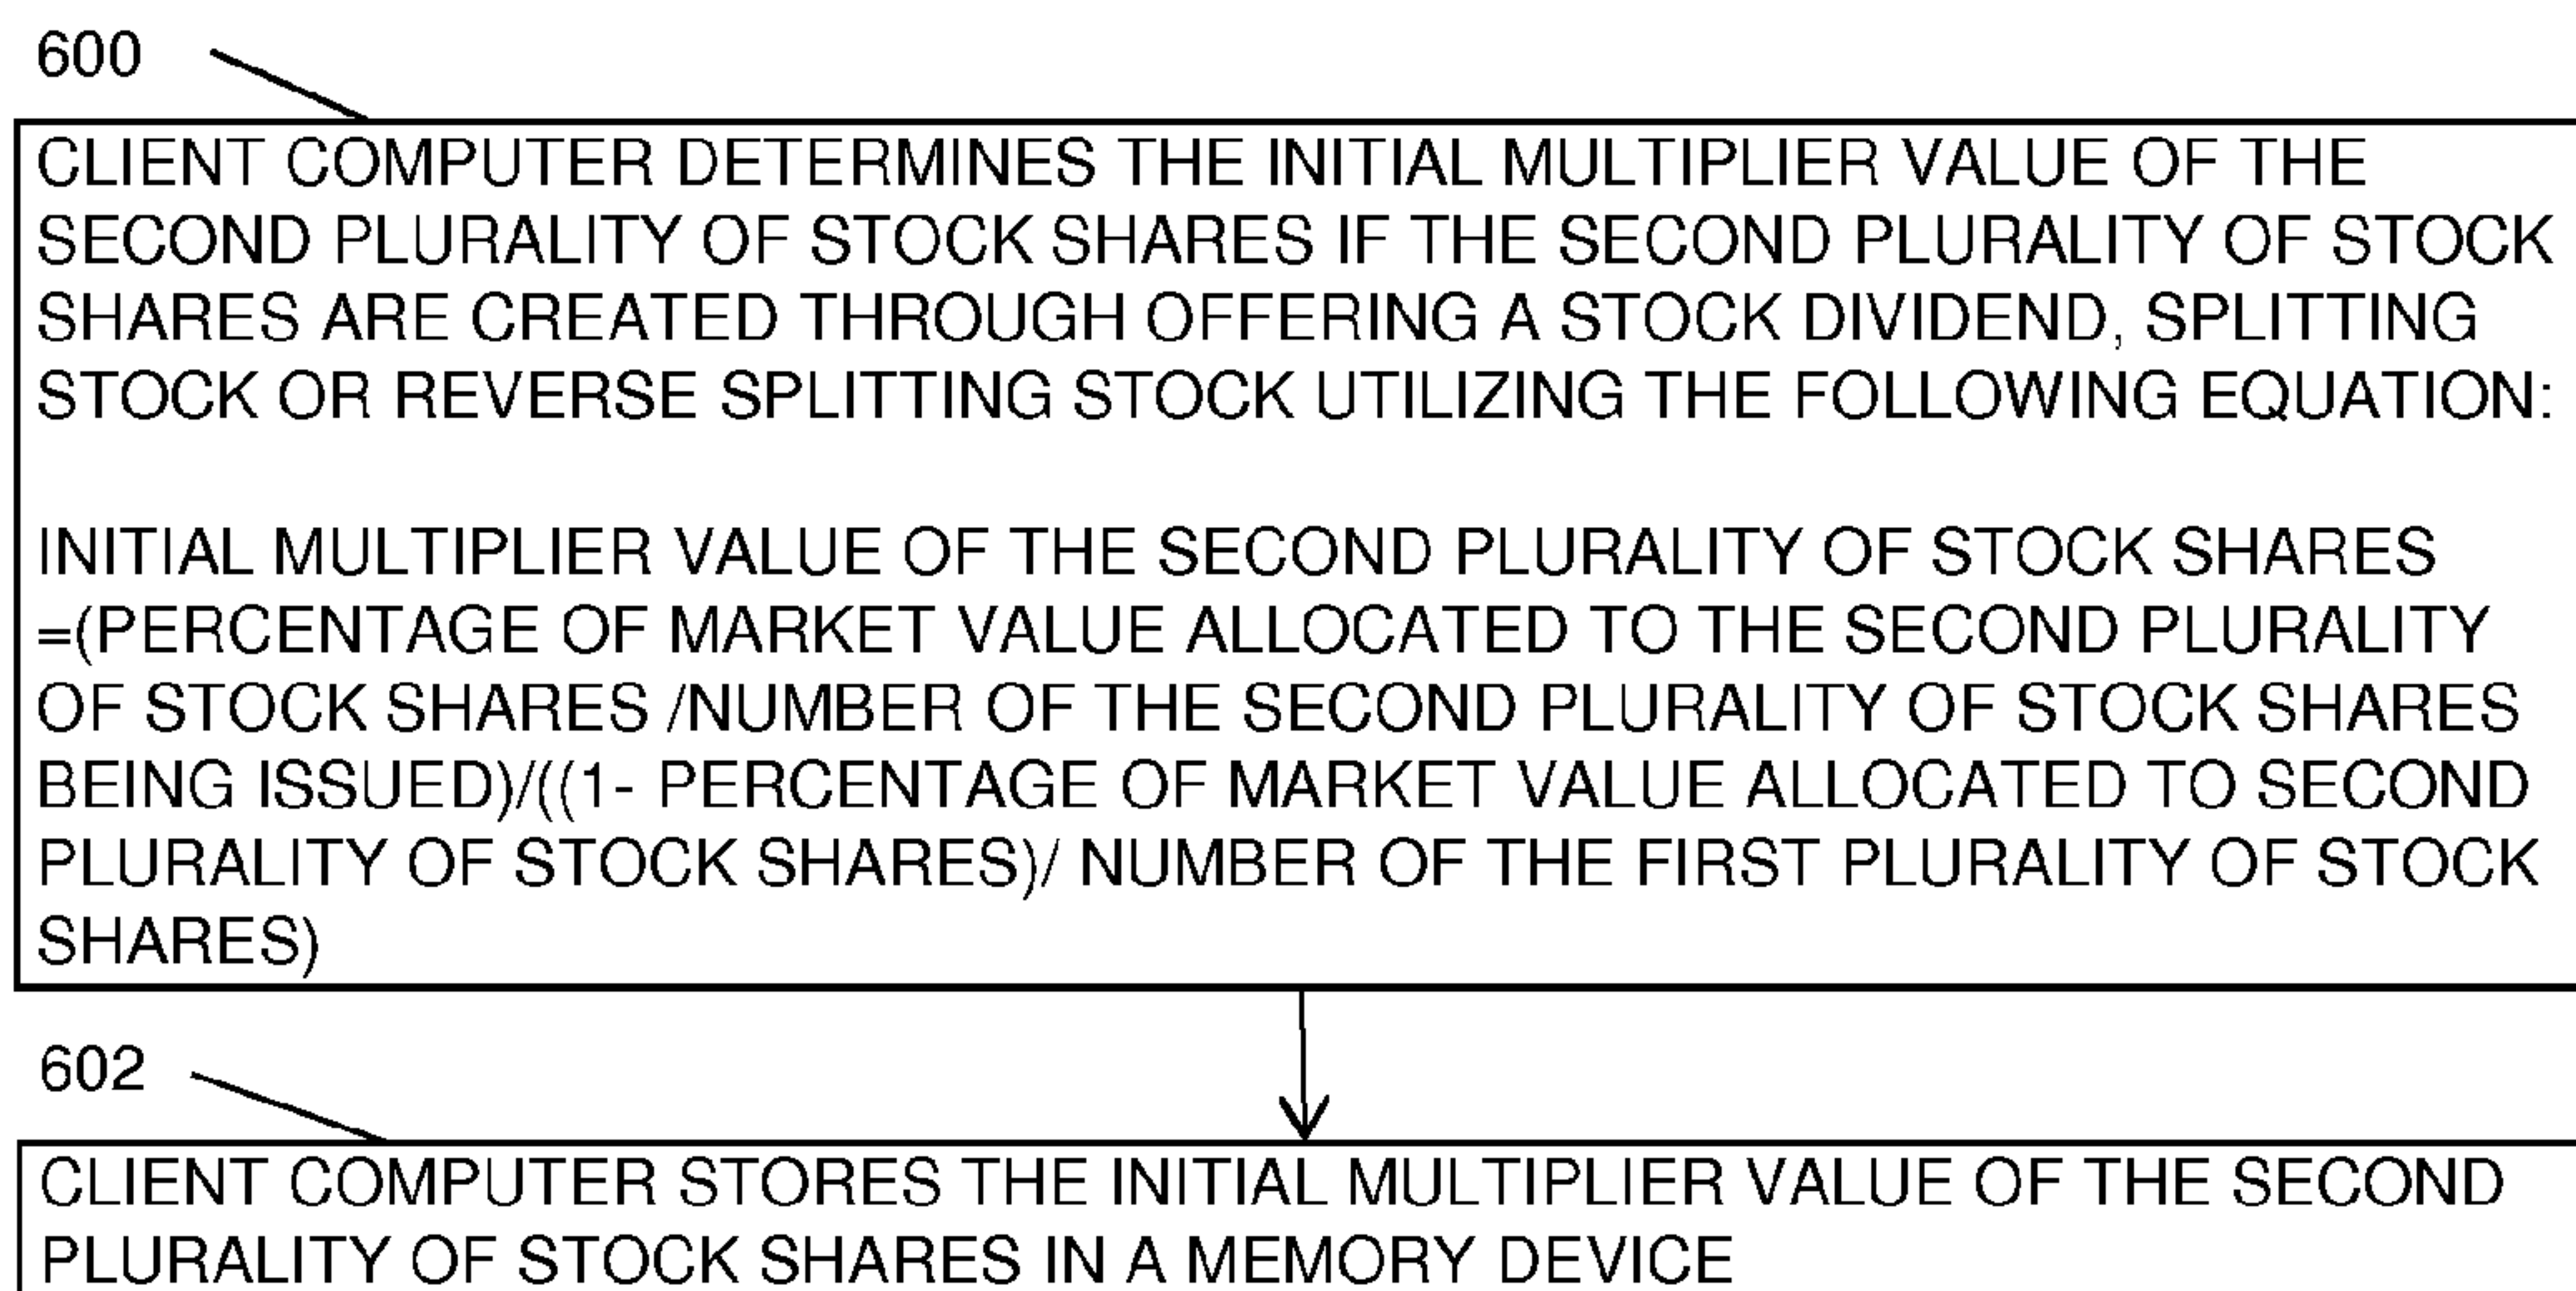 600
CLIENT COMPUTER DETERMINES THE INITIAL MULTIPLIER VALUE OF THE
SECOND PLURALITY OF STOCK SHARES IF THE SECOND PLURALITY OF STOCK
SHARES ARE CREATED THROUGH OFFERING A STOCK DIVIDEND, SPLITTING
STOCK OR REVERSE SPLITTING STOCK UTILIZING THE FOLLOWING EQUATION:
INITIAL MULTIPLIER VALUE OF THE SECOND PLURALITY OF STOCK SHARES
=(PERCENTAGE OF MARKET VALUE ALLOCATED TO THE SECOND PLURALITY
OF STOCK SHARES /NUMBER OF THE SECOND PLURALITY OF STOCK SHARES
BEING ISSUED)/((1- PERCENTAGE OF MARKET VALUE ALLOCATED TO SECOND
PLURALITY OF STOCK SHARES)/ NUMBER OF THE FIRST PLURALITY OF STOCK
SHARES)
602
CLIENT COMPUTER STORES THE INITIAL MULTIPLIER VALUE OF THE SECOND
PLURALITY OF STOCK SHARES IN A MEMORY DEVICE